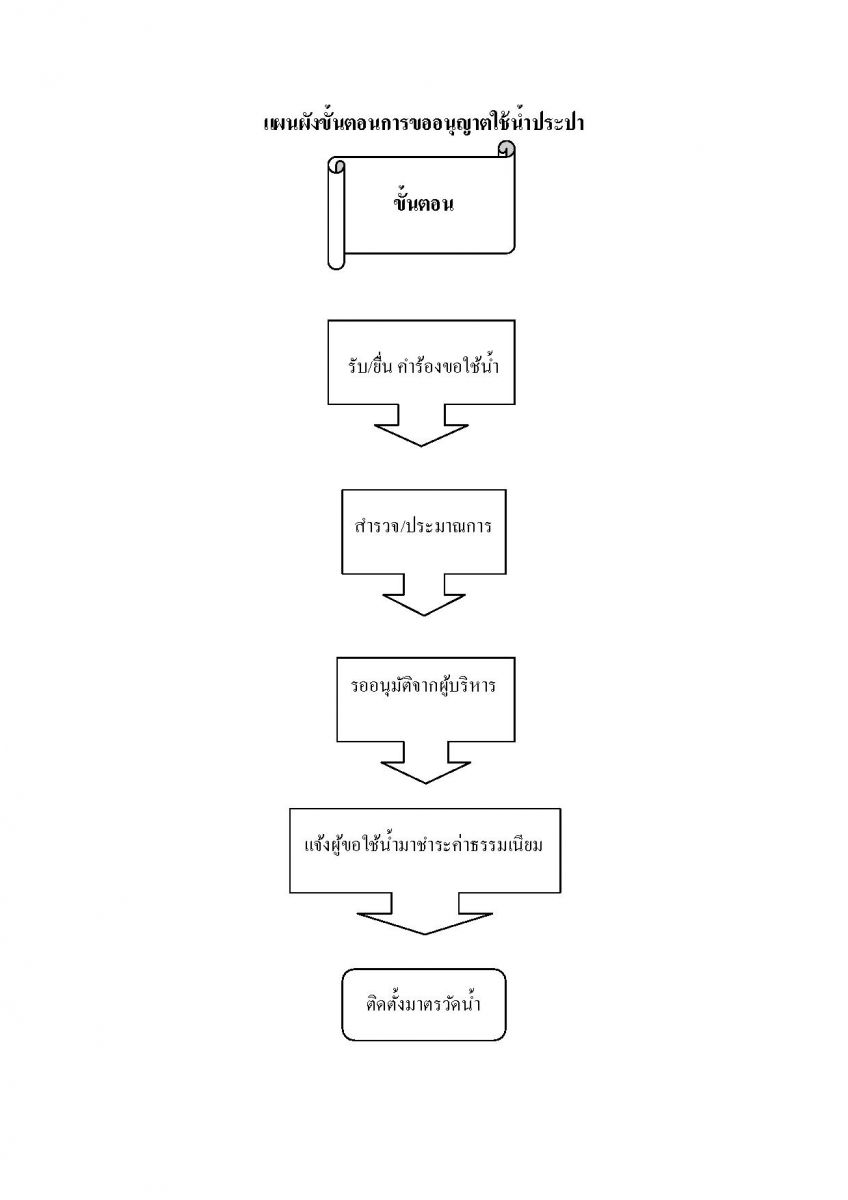 แผนผังขั้นตอนการขออนุญาตใช้น้ำประปา
ขั้นตอน
รับ/ยื่น คำร้องขอใช้น้ำ
สำรวจ/ประมาณการ
รออนุมัติจากผู้บริหาร
แจ้งผู้ขอใช้น้ำมาชำระค่าธรรมเนียม
ติดตั้งมาตรวัดน้ำ